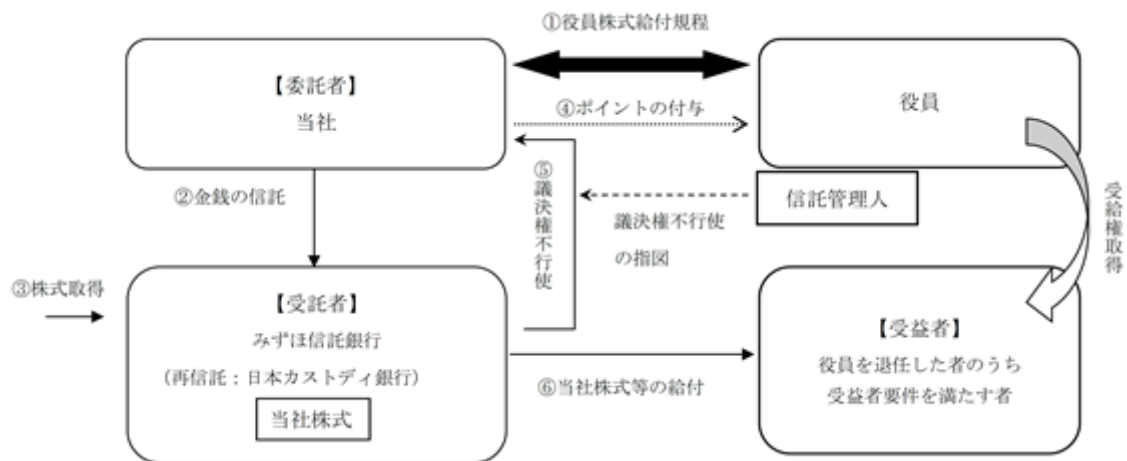 ①役員株式給付規程
【委託者】
当社
役員
④ポイントの付与
②金銭の信託
⑤議決権不行使
信託管理人
議決権不行使
の指図
受給権取得
③株式取得
【受託者】
みずほ信託銀行
(再信託：日本カストディ銀行)
当社株式
⑥当社株式等の給付
【受益者】
役員を退任した者のうち
受益者要件を満たす者